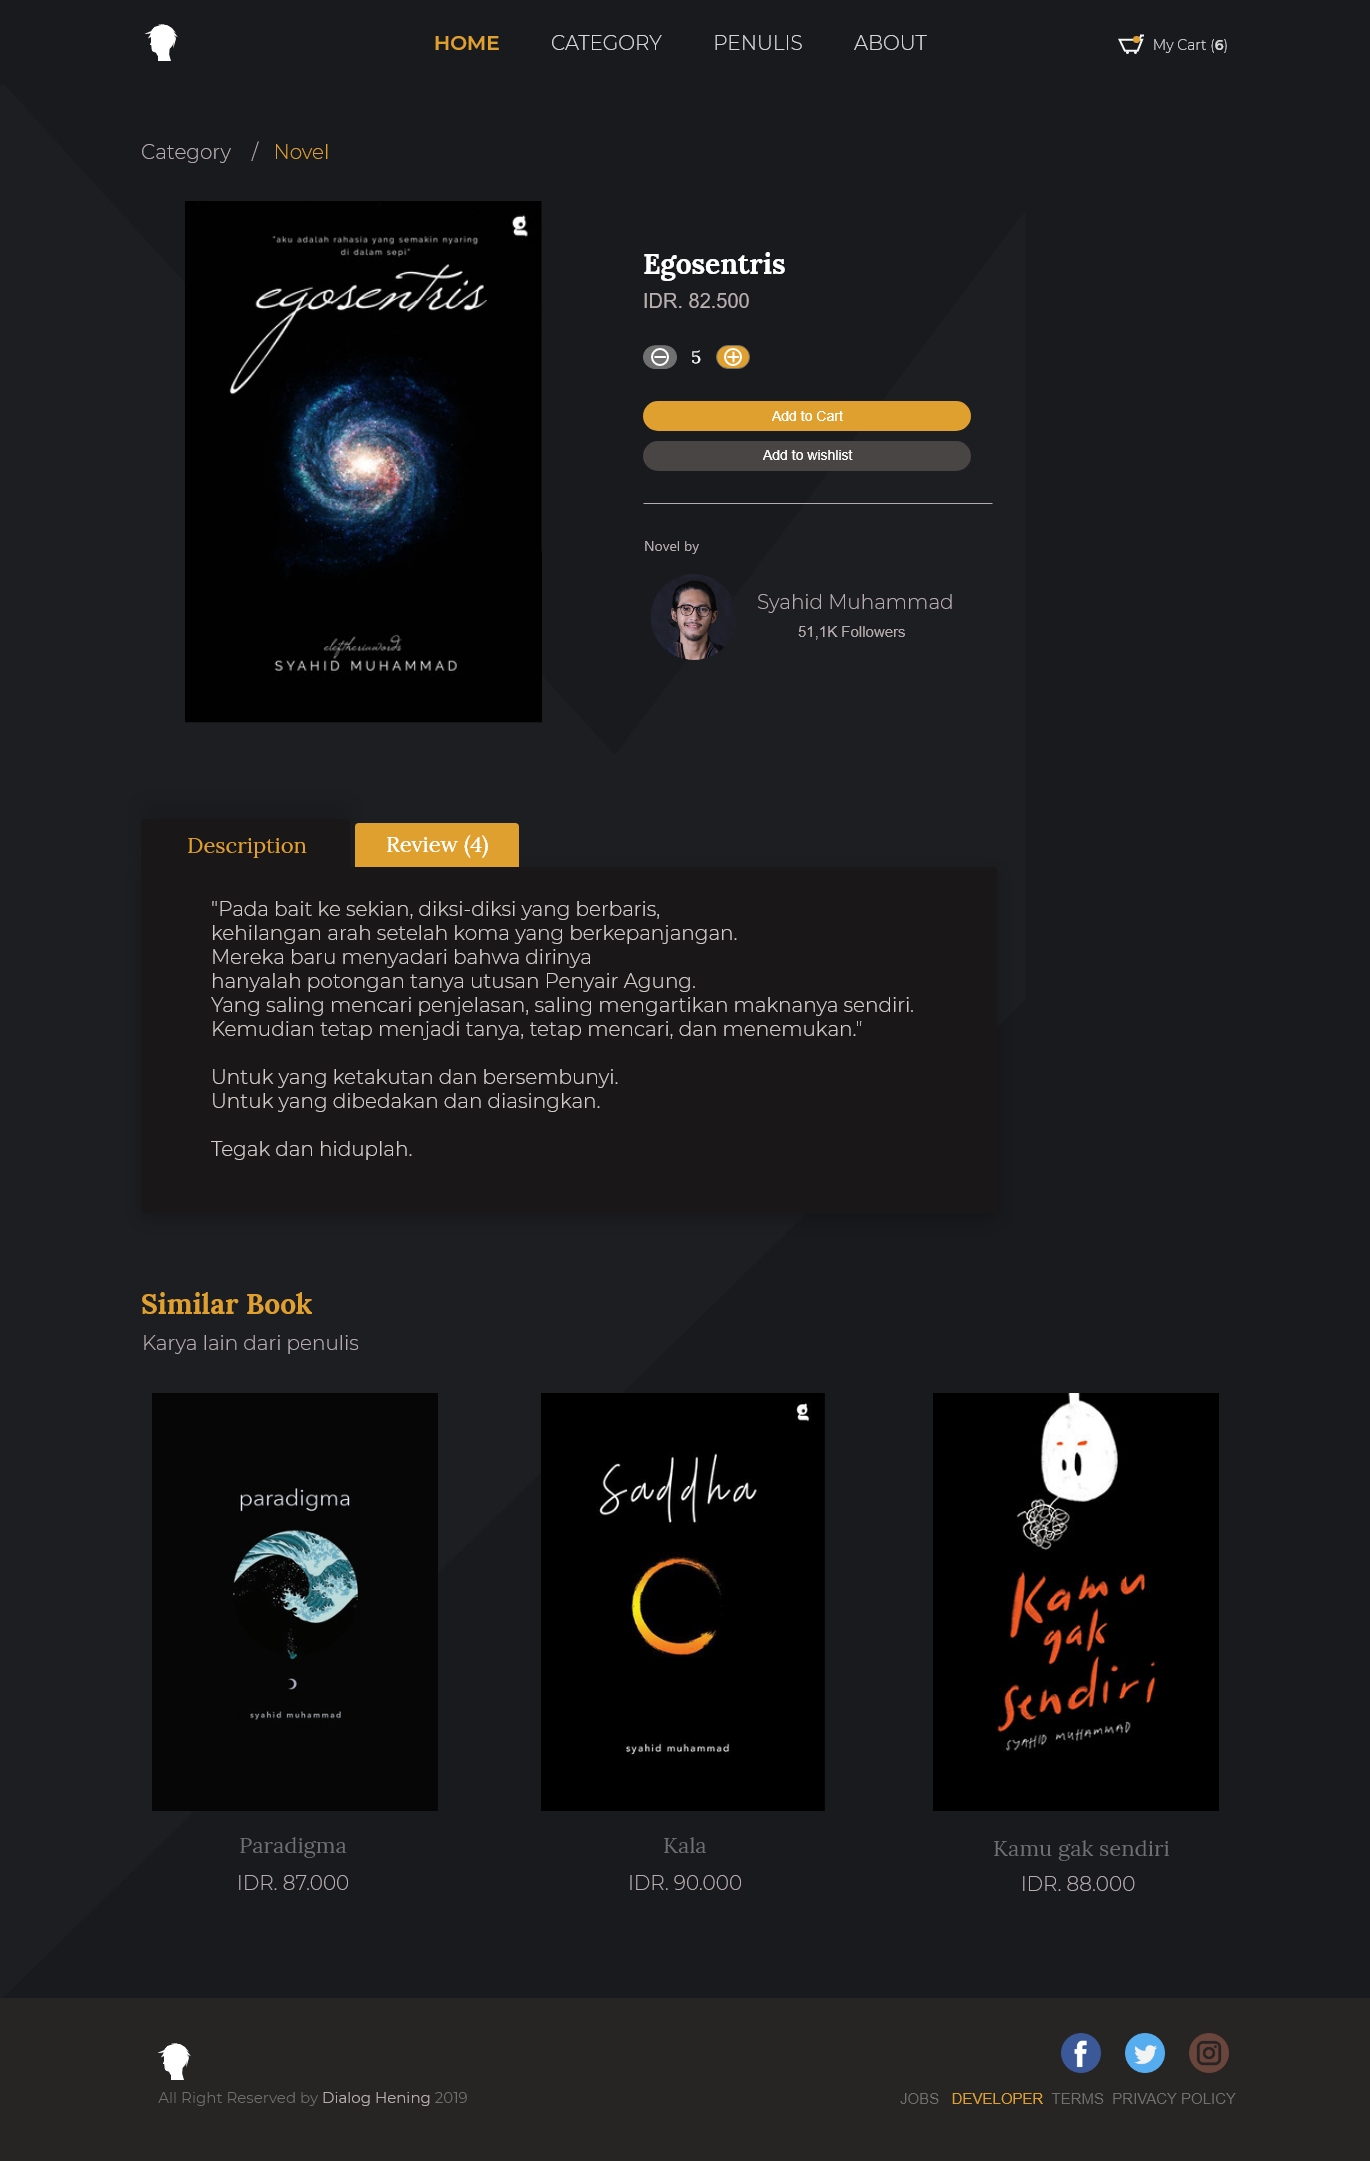 HOME CATEGORY PENULIS ABOUT
My Cart (6)
Category / Novel
g
"aku adalah rahasia yang semakin nyaring
di dalam sepi"
egosentris
eleftheriawords
SYAHID MUHAMMAD
Egosentris
IDR. 82.500
5
Add to Cart
Add to wishlist
Novel by
Syahid Muhammad
51,1K Followers
Description
Review (4)
"Pada bait ke sekian, diksi-diksi yang berbaris,
kehilangan arah setelah koma yang berkepanjangan.
Mereka baru menyadari bahwa dirinya
hanyalah potongan tanya utusan Penyair Agung.
Yang saling mencari penjelasan, saling mengartikan maknanya sendiri.
Kemudian tetap menjadi tanya, tetap mencari, dan menemukan."
Untuk yang ketakutan dan bersembunyi.
Untuk yang dibedakan dan diasingkan.
Tegak dan hiduplah.
Similar Book
Karya lain dari penulis
paradigma
syahid muhammad
Paradigma
IDR. 87.000
g
Saddha
syahid muhammad
Kala
IDR. 90.000
Kamu
gak
sendiri
SYAHID MUHAMMAD
Kamu gak sendiri
IDR. 88.000
All Right Reserved by Dialog Hening 2019
JOBS DEVELOPER TERMS PRIVACY POLICY